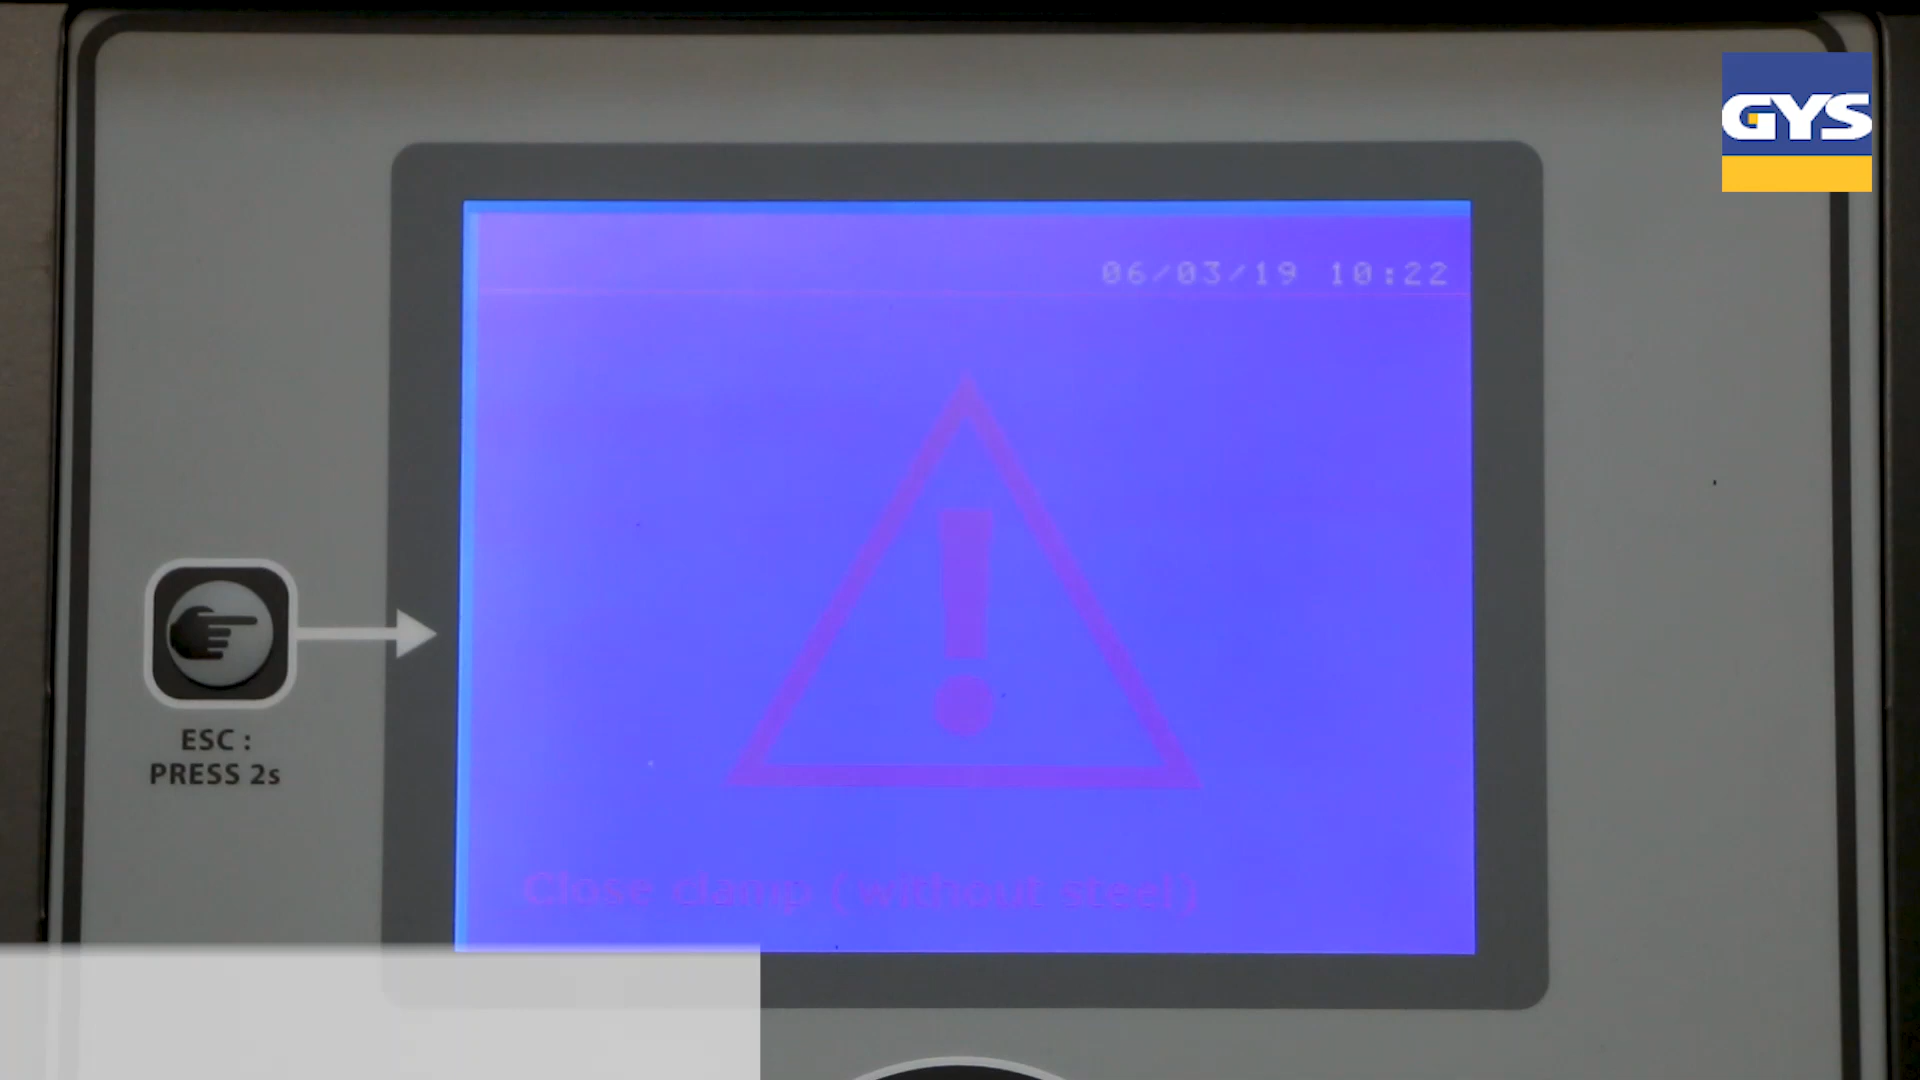 GYS
06/03/19 10:22
ESC :
PRESS 2s
Close clamp (without steel)